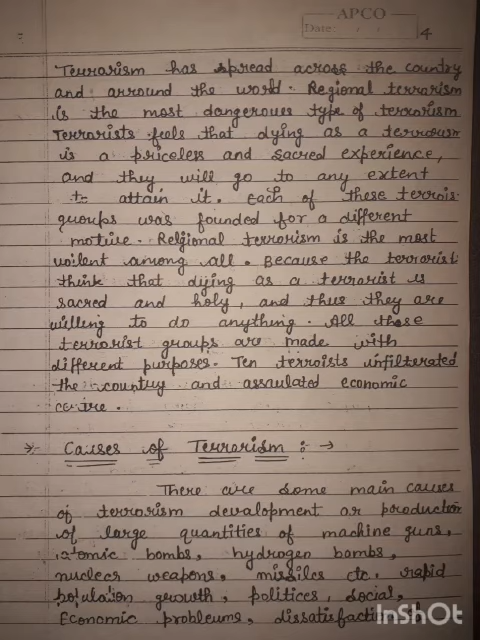 APCO
Date: / / 4
Terrorism has spread across the country
and arround the world. Regional terrorism
is the most dangerous type of terrorism
Terrorists feels that dying as a terrorism
is a priceless and sacred experience,
and they will go to any extent
to attain it. Each of these terrois-
groups was founded for a different
motive. Relgional terrorism is the most
voilent among all. Because the terrorist
think that dijing as a terrorist is
sacred and holy, and thus they are
willing to do anything. All these
terrorist groups are made with
different purposes. Ten terroists unfilterated
the country and assaulated economic
centre.
Causes of Terrorism : →
There are some main causes
of terrorism development or production
of large quantities of machine guns,
atomic bombs, hydrogen bombs,
nuclear weapons, missiles etc. rapid
population growth, politices, social,
Economic probleums, dissatisfaction
InShOt